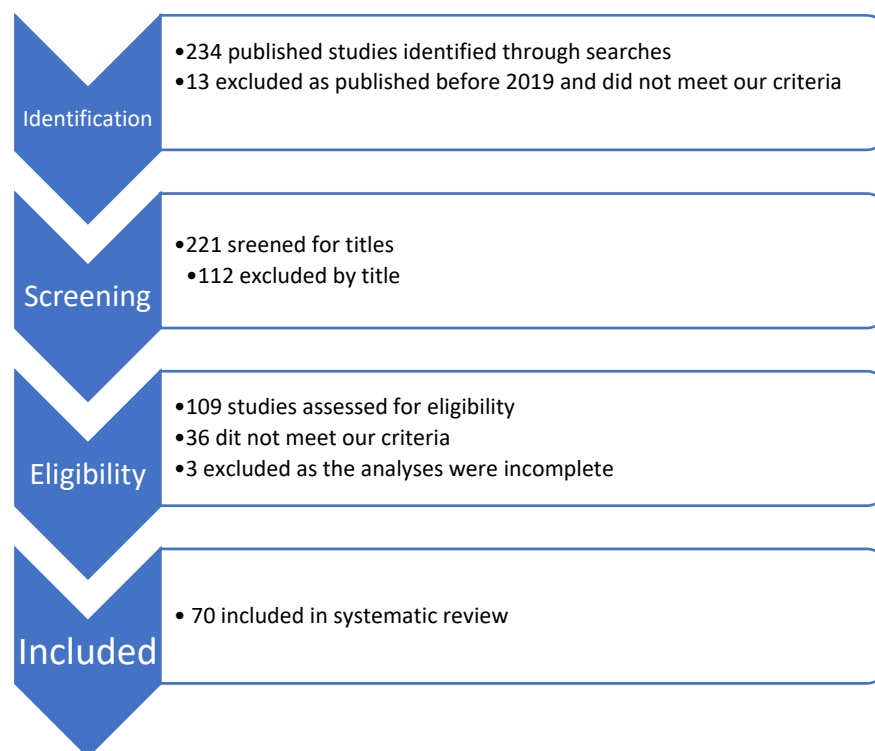 Identification
•234 published studies identified through searches
•13 excluded as published before 2019 and did not meet our criteria
Screening
•221 sreened for titles
•112 excluded by title
Eligibility
•109 studies assessed for eligibility
•36 dit not meet our criteria
•3 excluded as the analyses were incomplete
Included
• 70 included in systematic review